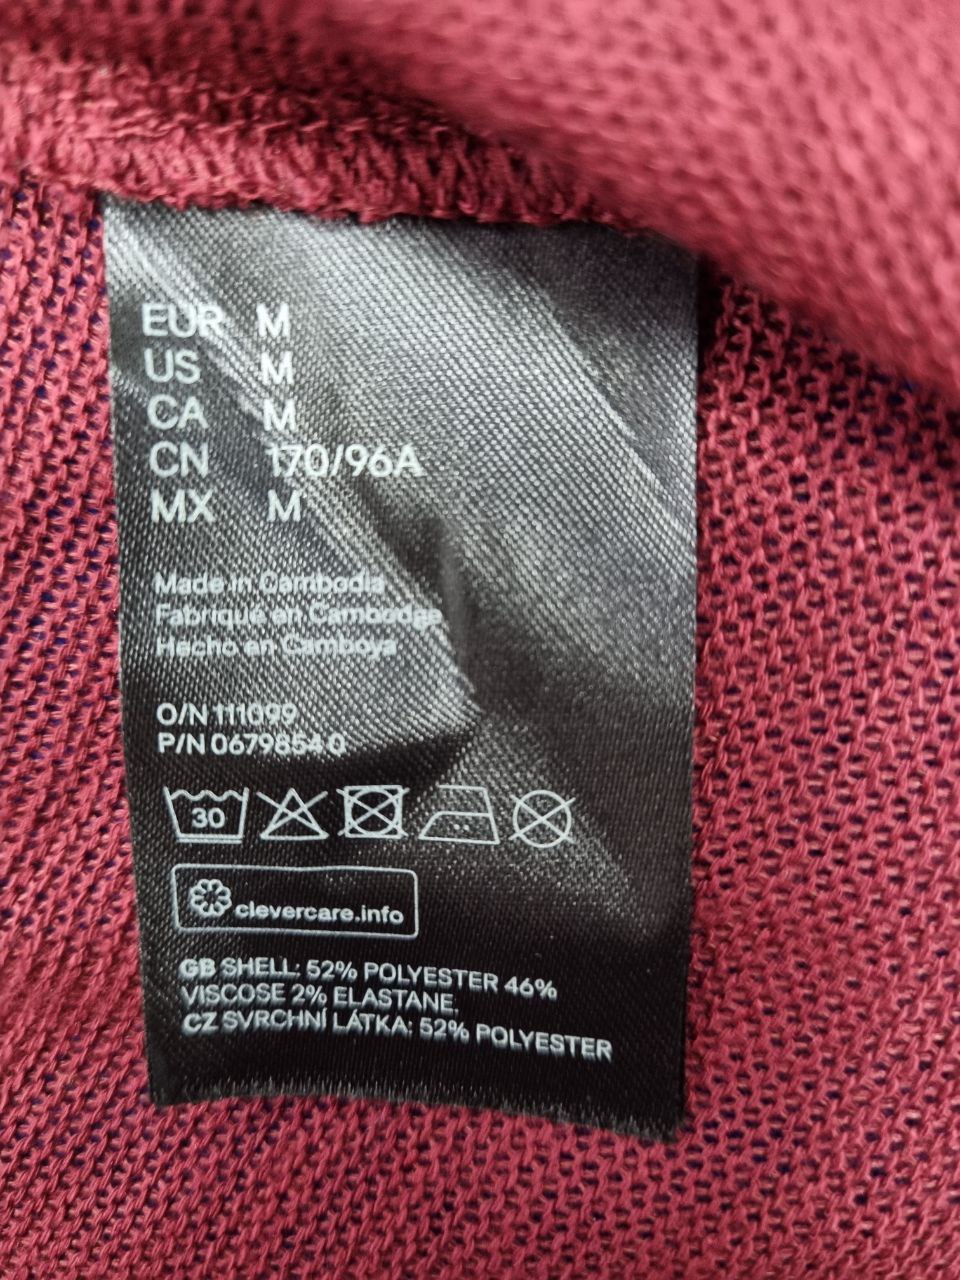 EUR M
US M
CA M
CN 170/96A
MX M
Made in Cambodia
Fabriqué en Cambodge
Hecho en Camboya
O/N 111099
P/N 0679854 0
30
clevercare.info
GB SHELL: 52% POLYESTER 46%
VISCOSE 2% ELASTANE.
CZ SVRCHNÍ LÁTKA: 52% POLYESTER